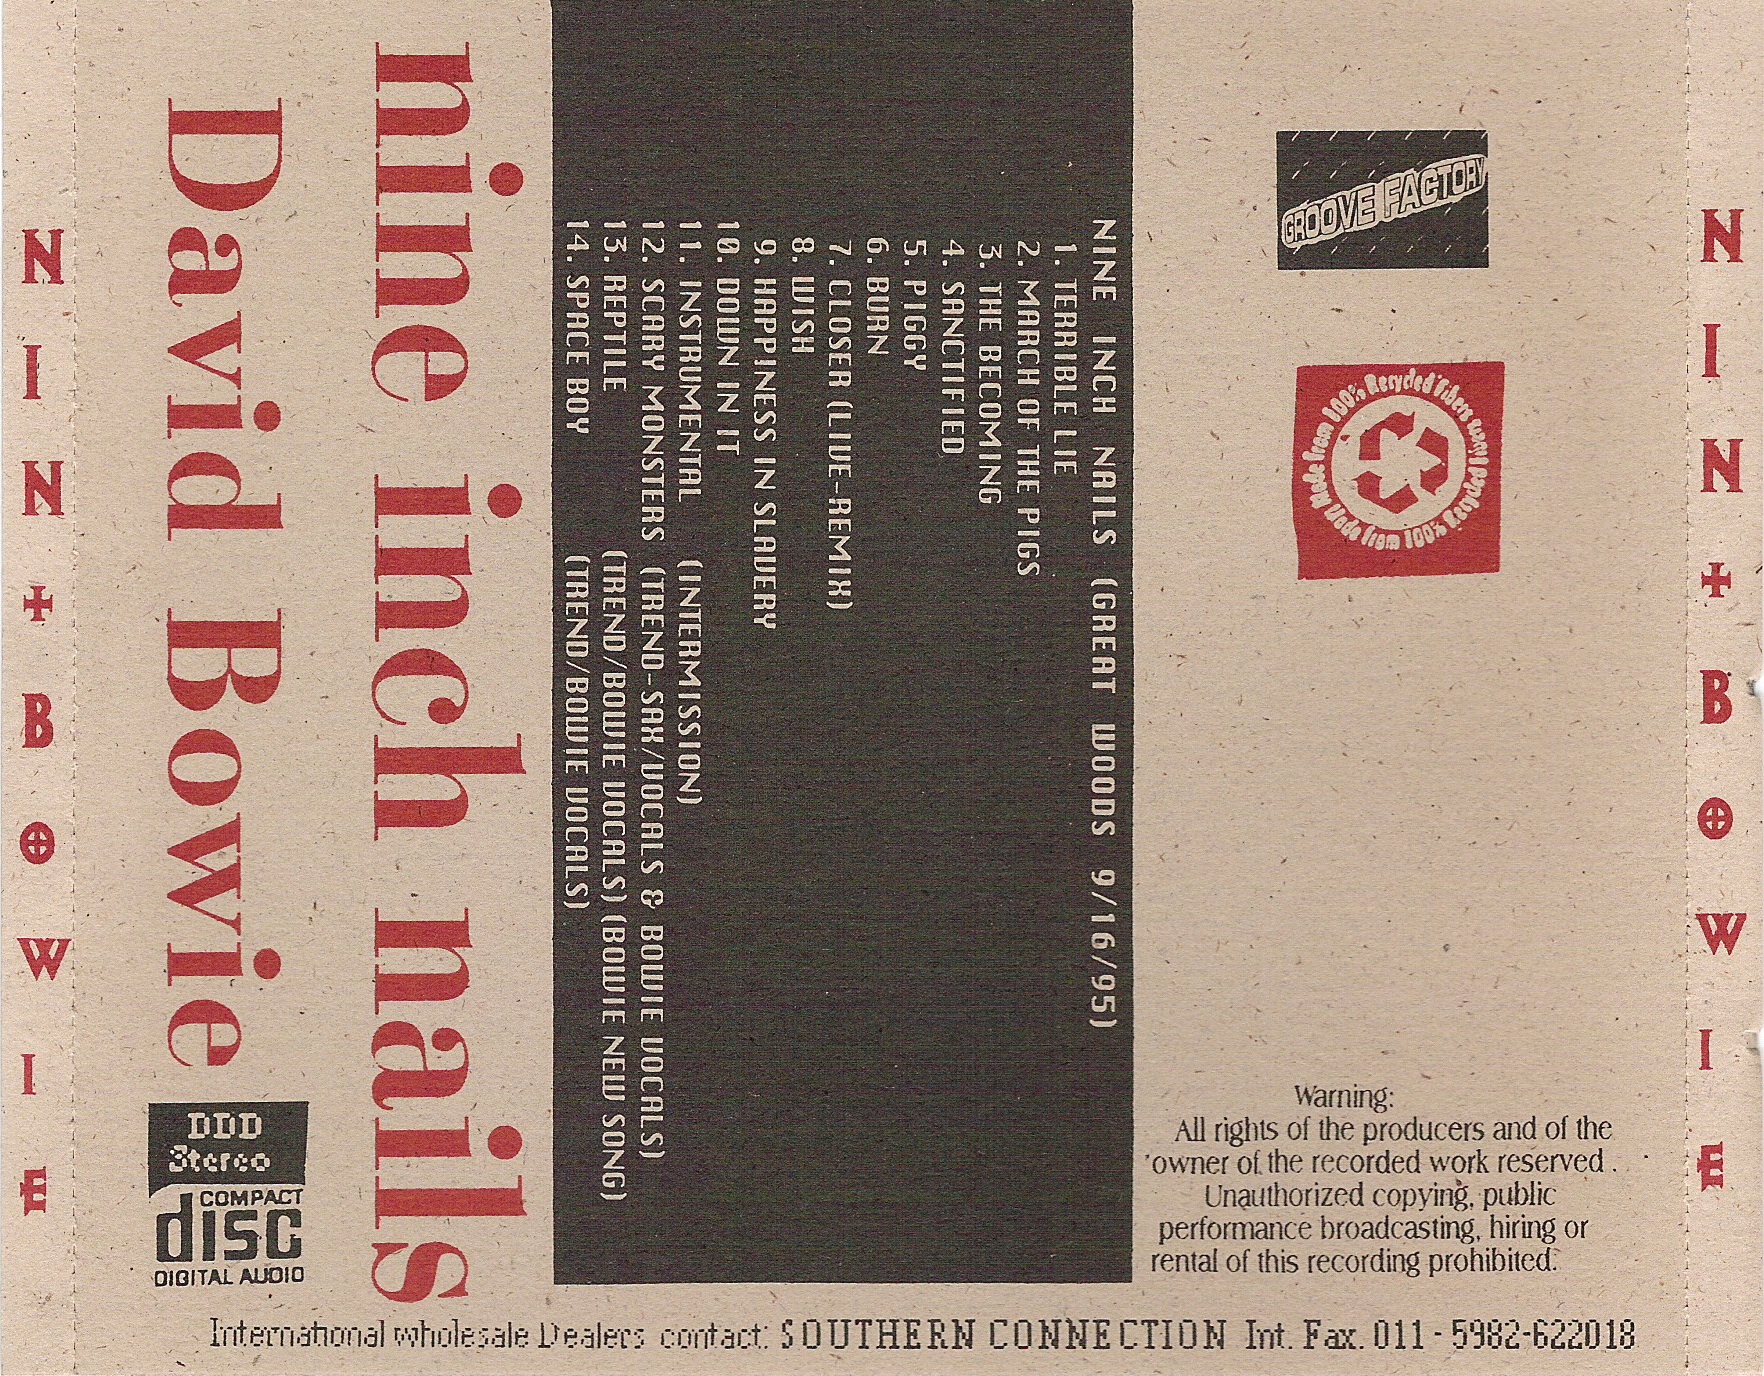 NIN+BOWIE
David Bowie
nine inch nails
NINE INCH NAILS (GREAT WOODS 9/16/95)
1. TERRIBLE LIE
2. MARCH OF THE PIGS
3. THE BECOMING
4. SANCTIFIED
5. PIGGY
6. BURN
7. CLOSER (LIVE-REMIX)
8. WISH
9. HAPPINESS IN SLAVERY
10. DOWN IN IT
11. INSTRUMENTAL (INTERMISSION)
12. SCARY MONSTERS (TREND-SAX/VOCALS & BOWIE VOCALS)
13. REPTILE (TREND/BOWIE VOCALS) (BOWIE NEW SONG)
14. SPACE BOY (TREND/BOWIE VOCALS)
GROOVE FACTORY
Made from 100% Recycled Fibers
Made from 100% Recycled
Warning:
All rights of the producers and of the
owner of the recorded work reserved .
Unauthorized copying, public
performance broadcasting, hiring or
rental of this recording prohibited.
DDD
Stereo
COMPACT
disc
DIGITAL AUDIO
International wholesale Dealers contact: SOUTHERN CONNECTION Int. Fax. 011 - 5982-622018
NIN+BOWIE